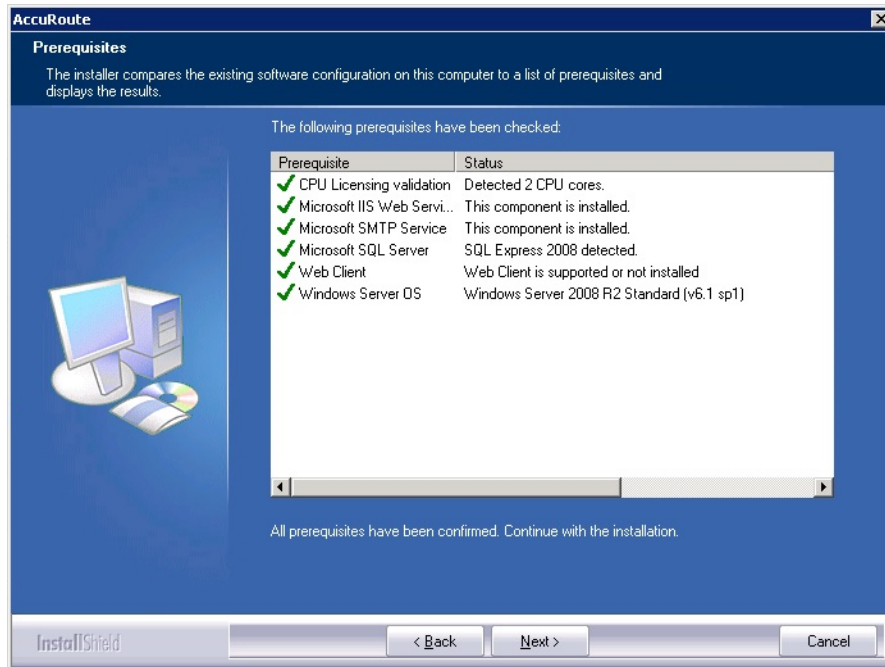 AccuRoute
Prerequisites
The installer compares the existing software configuration on this computer to a list of prerequisites and
displays the results.
The following prerequisites have been checked:
Prerequisite Status
CPU Licensing validation Detected 2 CPU cores.
Microsoft IIS Web Servi... This component is installed.
Microsoft SMTP Service This component is installed.
Microsoft SQL Server SQL Express 2008 detected.
Web Client Web Client is supported or not installed
Windows Server OS Windows Server 2008 R2 Standard (v6.1 sp1)
All prerequisites have been confirmed. Continue with the installation.
InstallShield < Back Next > Cancel